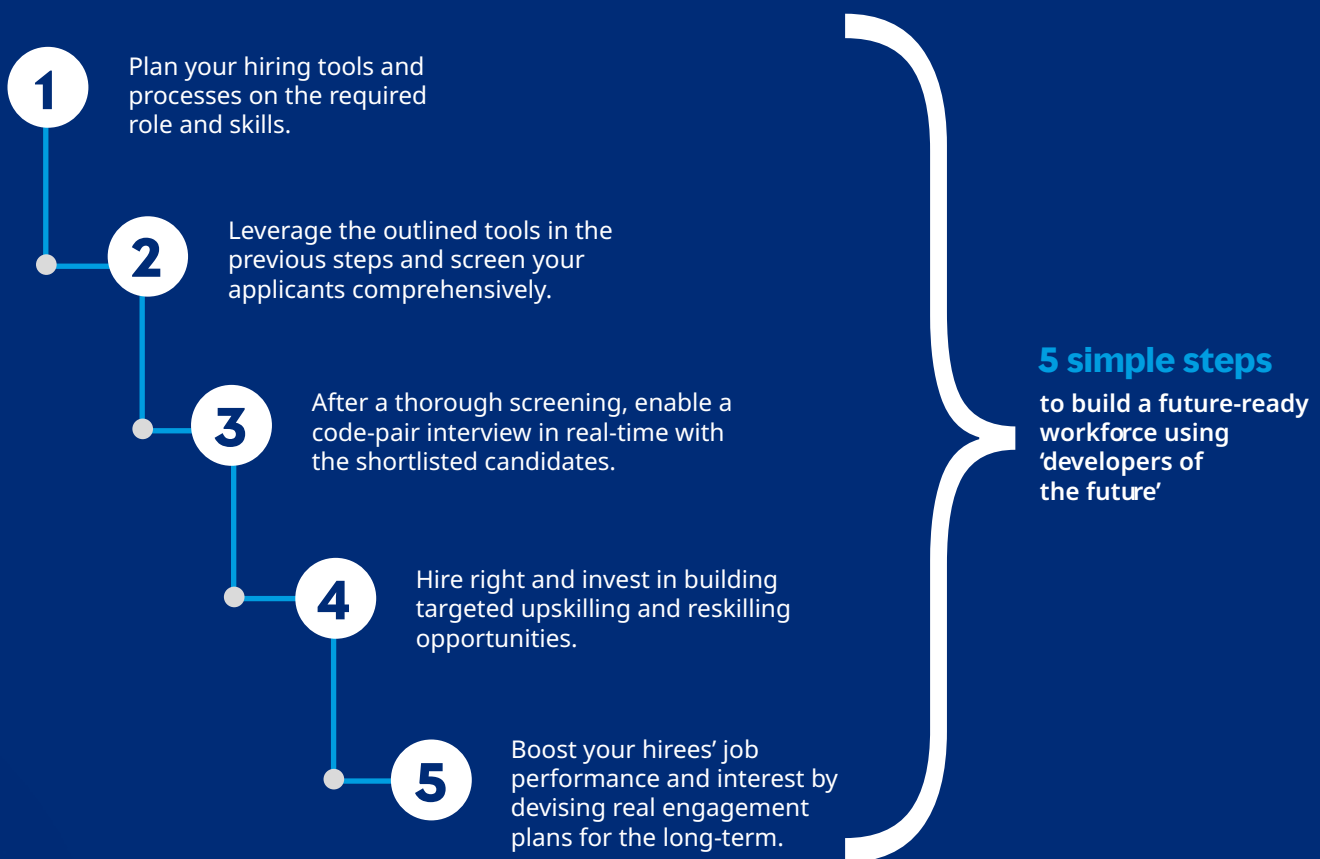 1
Plan your hiring tools and
processes on the required
role and skills.
2
Leverage the outlined tools in the
previous steps and screen your
applicants comprehensively.
3
After a thorough screening, enable a
code-pair interview in real-time with
the shortlisted candidates.
4
Hire right and invest in building
targeted upskilling and reskilling
opportunities.
5
Boost your hirees’ job
performance and interest by
devising real engagement
plans for the long-term.
5 simple steps
to build a future-ready
workforce using
‘developers of
the future’